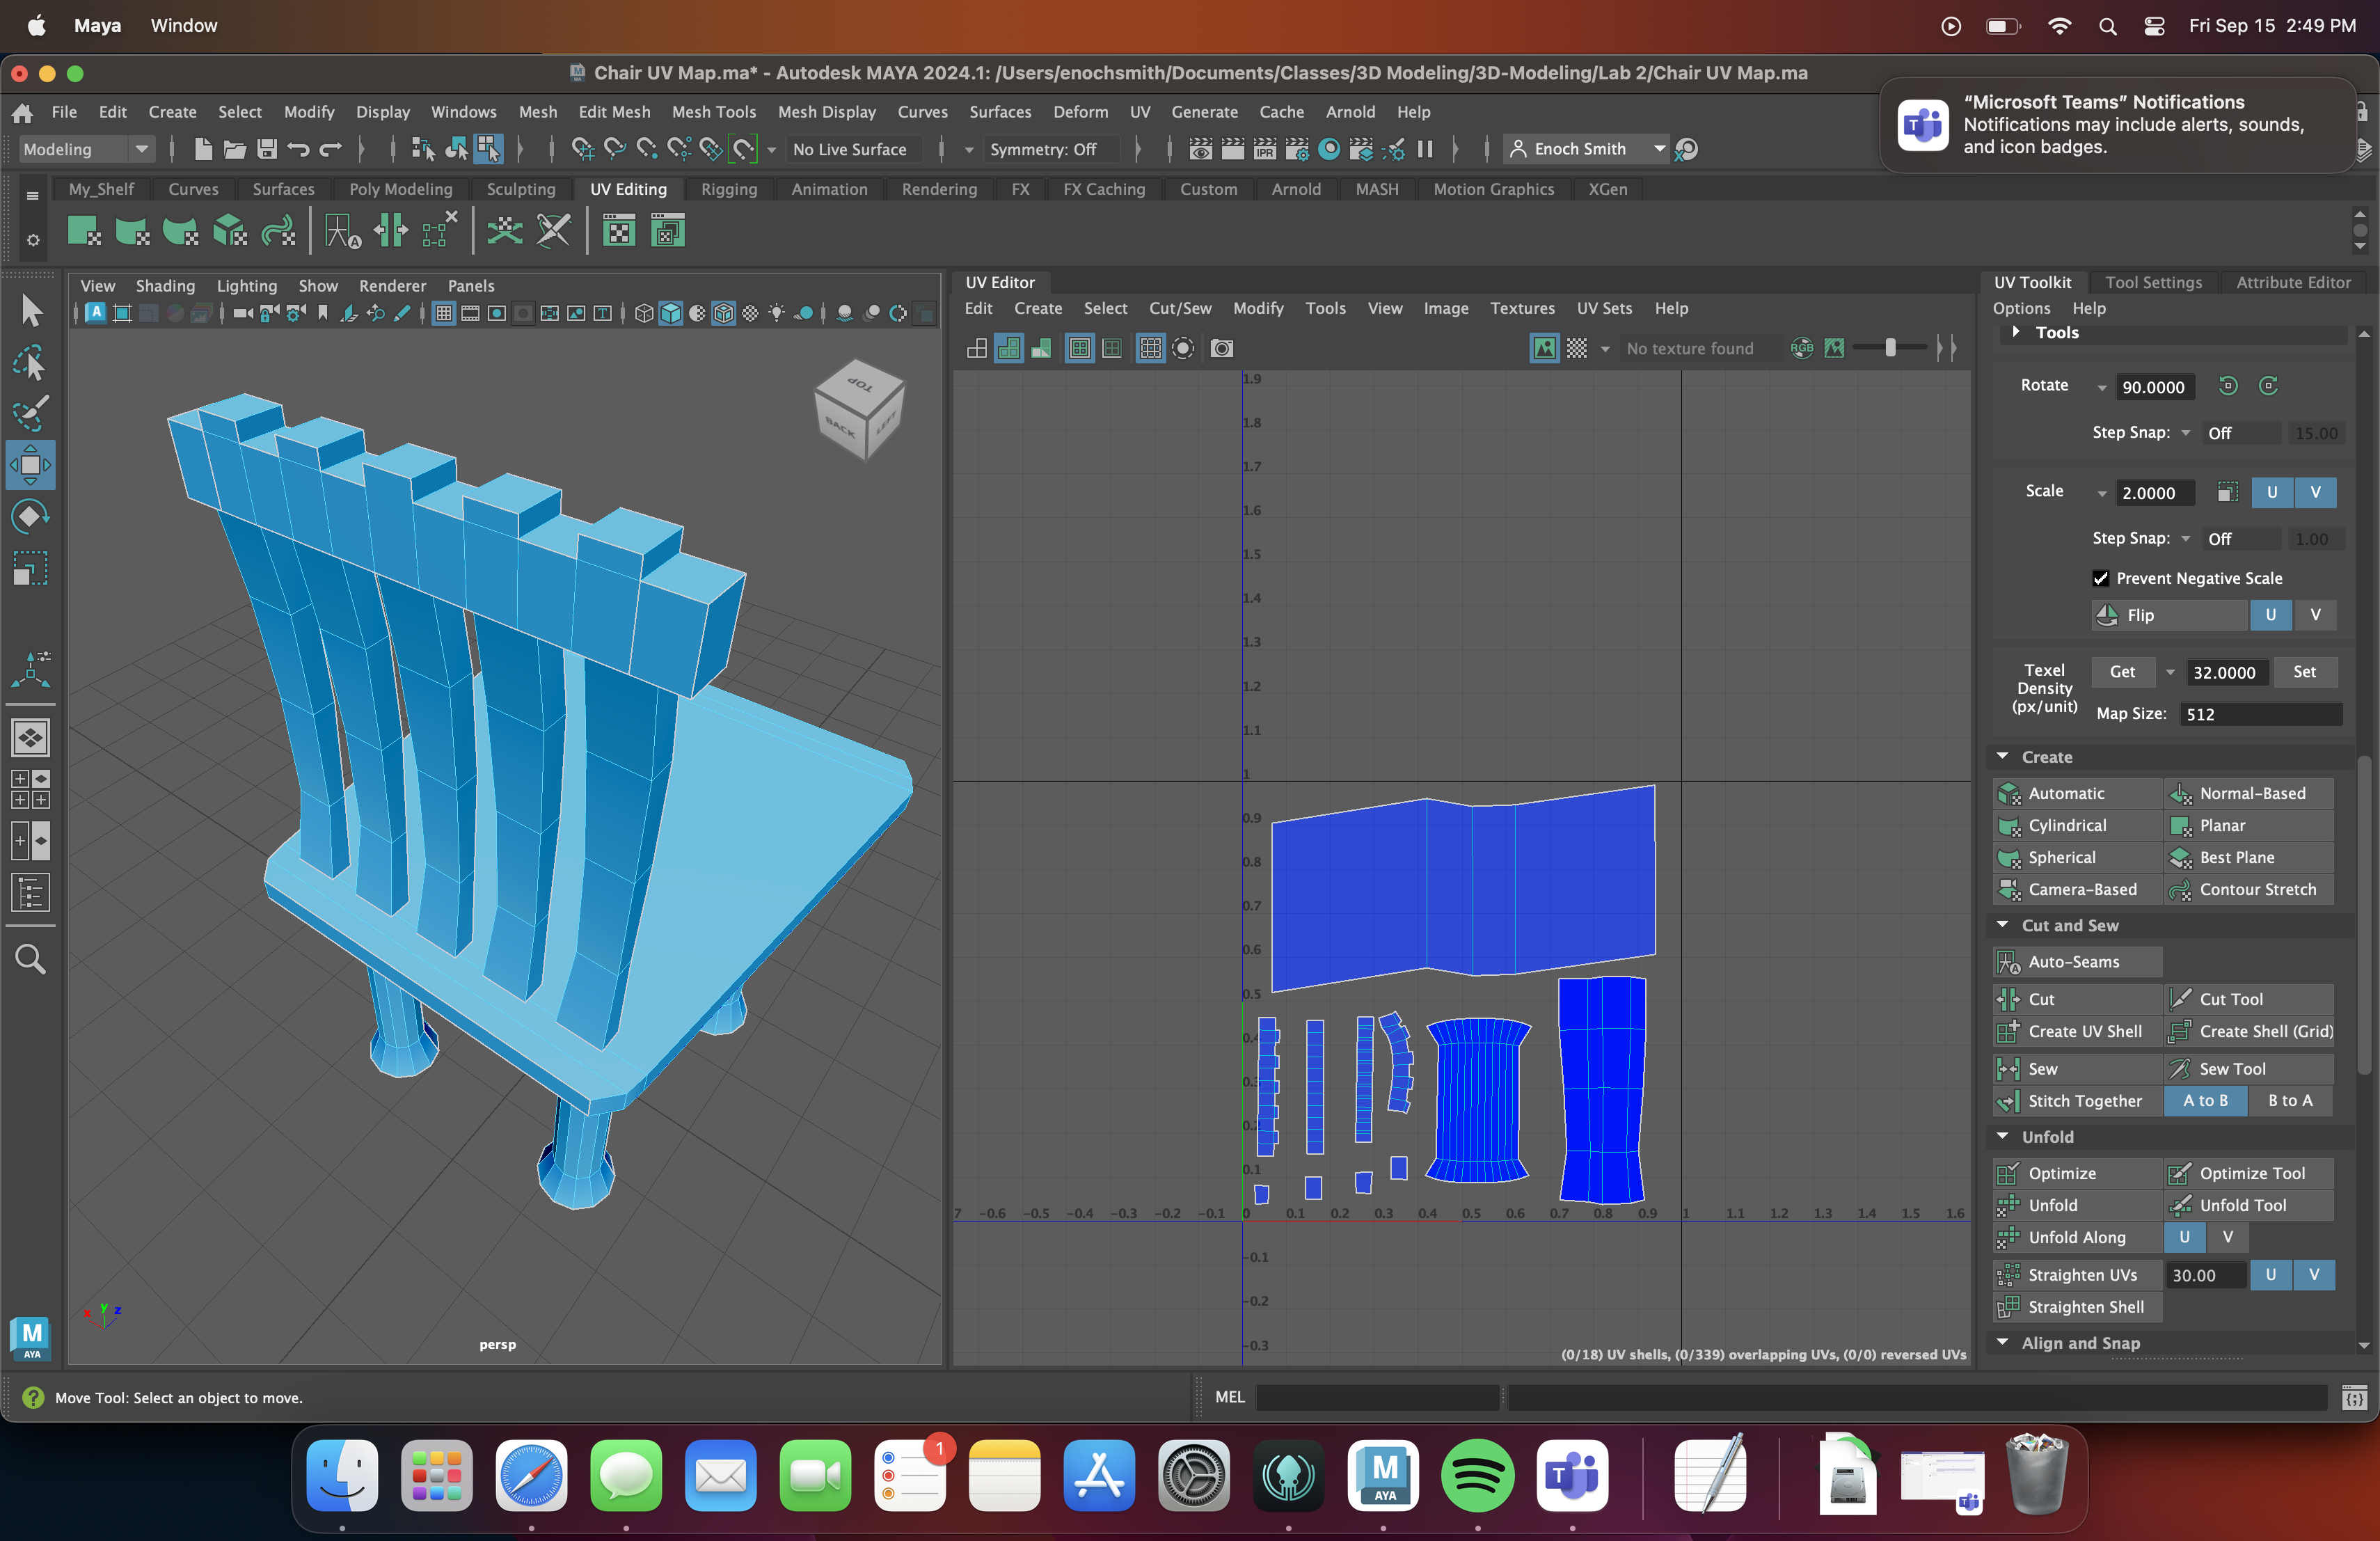 Maya Window Fri Sep 15 2:49 PM
Chair UV Map.ma* - Autodesk MAYA 2024.1: /Users/enochsmith/Documents/Classes/3D Modeling/3D-Modeling/Lab 2/Chair UV Map.ma
File Edit Create Select Modify Display Windows Mesh Edit Mesh Mesh Tools Mesh Display Curves Surfaces Deform UV Generate Cache Arnold Help
“Microsoft Teams” Notifications
Notifications may include alerts, sounds,
and icon badges.
Modeling No Live Surface Symmetry: Off IPR Enoch Smith
My_Shelf Curves Surfaces Poly Modeling Sculpting UV Editing Rigging Animation Rendering FX FX Caching Custom Arnold MASH Motion Graphics XGen
View Shading Lighting Show Renderer Panels
TOP
BACK
LEFT
x y z
persp
UV Editor
Edit Create Select Cut/Sew Modify Tools View Image Textures UV Sets Help
No texture found RGB
1.9
1.8
1.7
1.6
1.5
1.4
1.3
1.2
1.1
1
0.9
0.8
0.7
0.6
0.5
0.4
0.3
0.2
0.1
7 -0.6 -0.5 -0.4 -0.3 -0.2 -0.1 0 0.1 0.2 0.3 0.4 0.5 0.6 0.7 0.8 0.9 1 1.1 1.2 1.3 1.4 1.5 1.6
-0.1
-0.2
-0.3
(0/18) UV shells, (0/339) overlapping UVs, (0/0) reversed UVs
UV Toolkit Tool Settings Attribute Editor
Options Help
Tools
Rotate 90.0000
Step Snap: Off 15.00
Scale 2.0000 U V
Step Snap: Off 1.00
Prevent Negative Scale
Flip U V
Texel
Density
(px/unit)
Get 32.0000 Set
Map Size: 512
Create
Automatic Normal-Based
Cylindrical Planar
Spherical Best Plane
Camera-Based Contour Stretch
Cut and Sew
Auto-Seams
Cut Cut Tool
Create UV Shell Create Shell (Grid)
Sew Sew Tool
Stitch Together A to B B to A
Unfold
Optimize Optimize Tool
Unfold Unfold Tool
Unfold Along U V
Straighten UVs 30.00 U V
Straighten Shell
Align and Snap
M
AYA
Move Tool: Select an object to move. MEL
1
M
AYA
T